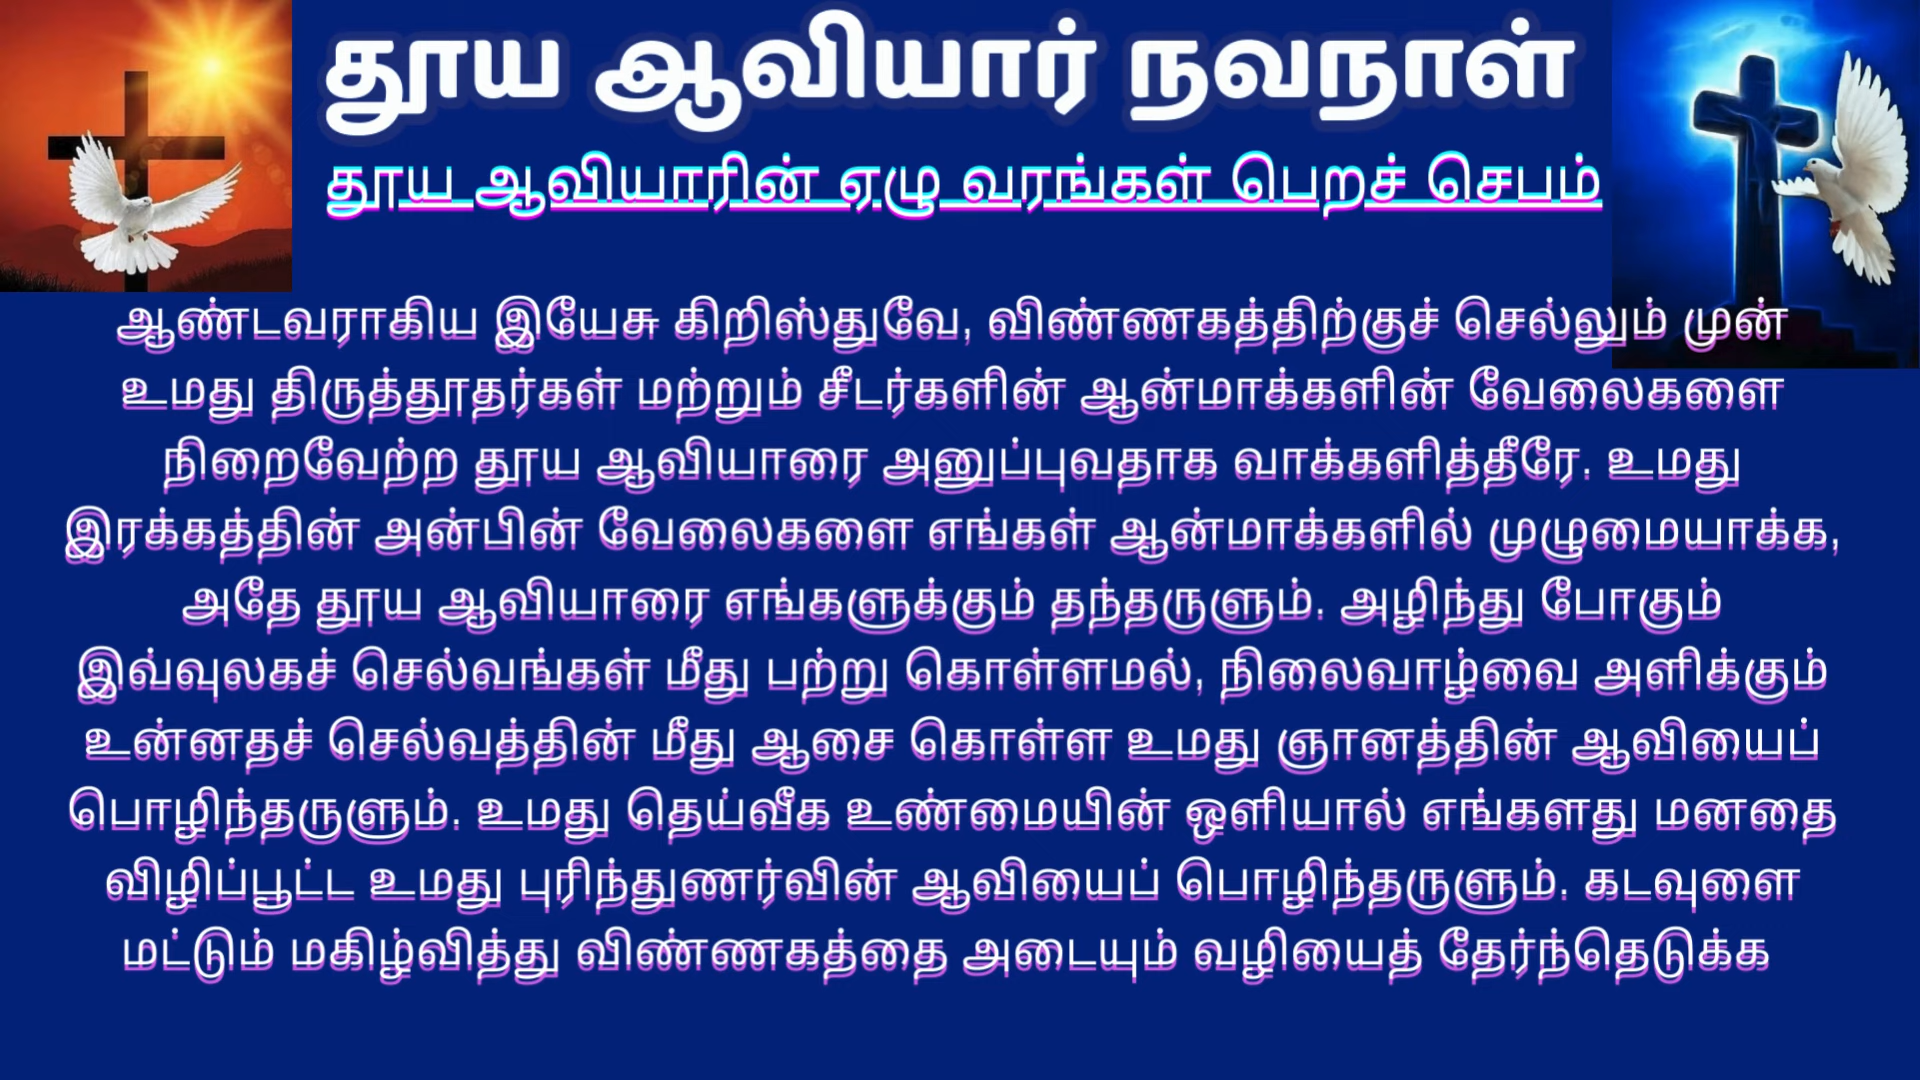 தூய ஆவியார் நவநாள்
தூய ஆவியாரின் ஏழு வரங்கள் பெறச் செபம்
ஆண்டவராகிய இயேசு கிறிஸ்துவே, விண்ணகத்திற்குச் செல்லும் முன்
உமது திருத்தூதர்கள் மற்றும் சீடர்களின் ஆன்மாக்களின் வேலைகளை
நிறைவேற்ற தூய ஆவியாரை அனுப்புவதாக வாக்களித்தீரே. உமது
இரக்கத்தின் அன்பின் வேலைகளை எங்கள் ஆன்மாக்களில் முழுமையாக்க,
அதே தூய ஆவியாரை எங்களுக்கும் தந்தருளும். அழிந்து போகும்
இவ்வுலகச் செல்வங்கள் மீது பற்று கொள்ளமல், நிலைவாழ்வை அளிக்கும்
உன்னதச் செல்வத்தின் மீது ஆசை கொள்ள உமது ஞானத்தின் ஆவியைப்
பொழிந்தருளும். உமது தெய்வீக உண்மையின் ஒளியால் எங்களது மனதை
விழிப்பூட்ட உமது புரிந்துணர்வின் ஆவியைப் பொழிந்தருளும். கடவுளை
மட்டும் மகிழ்வித்து விண்ணகத்தை அடையும் வழியைத் தேர்ந்தெடுக்க